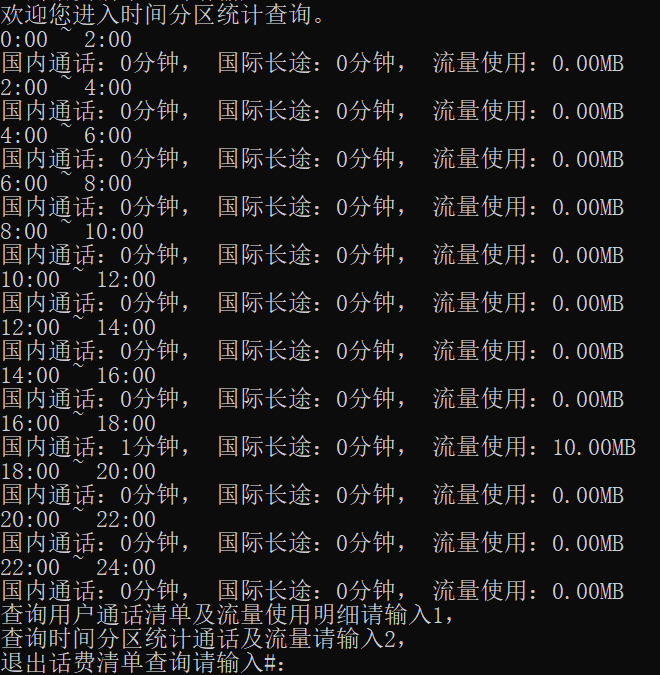 欢迎您进入时间分区统计查询。
0:00 ~ 2:00
国内通话：0分钟， 国际长途：0分钟， 流量使用：0.00MB
2:00 ~ 4:00
国内通话：0分钟， 国际长途：0分钟， 流量使用：0.00MB
4:00 ~ 6:00
国内通话：0分钟， 国际长途：0分钟， 流量使用：0.00MB
6:00 ~ 8:00
国内通话：0分钟， 国际长途：0分钟， 流量使用：0.00MB
8:00 ~ 10:00
国内通话：0分钟， 国际长途：0分钟， 流量使用：0.00MB
10:00 ~ 12:00
国内通话：0分钟， 国际长途：0分钟， 流量使用：0.00MB
12:00 ~ 14:00
国内通话：0分钟， 国际长途：0分钟， 流量使用：0.00MB
14:00 ~ 16:00
国内通话：0分钟， 国际长途：0分钟， 流量使用：0.00MB
16:00 ~ 18:00
国内通话：1分钟， 国际长途：0分钟， 流量使用：10.00MB
18:00 ~ 20:00
国内通话：0分钟， 国际长途：0分钟， 流量使用：0.00MB
20:00 ~ 22:00
国内通话：0分钟， 国际长途：0分钟， 流量使用：0.00MB
22:00 ~ 24:00
国内通话：0分钟， 国际长途：0分钟， 流量使用：0.00MB
查询用户通话清单及流量使用明细请输入1，
查询时间分区统计通话及流量请输入2，
退出话费清单查询请输入#：